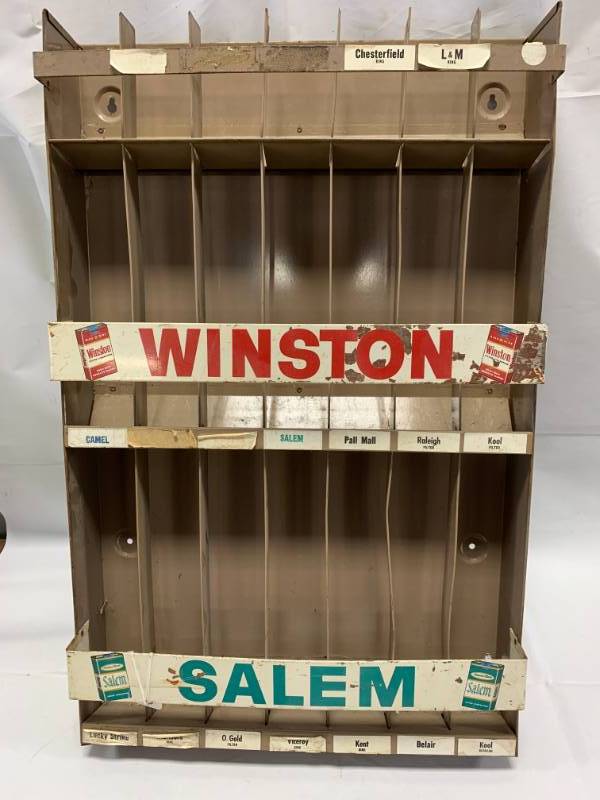 Chesterfield
KING
L & M
KING
WINSTON
Winston
Winston
CAMEL
SALEM
Pall Mall
Raleigh
FILTER
Kool
FILTER
SALEM
Salem
Salem
Lucky Strike
O. Gold
FILTER
Viceroy
KING
Kent
KING
Belair
Kool